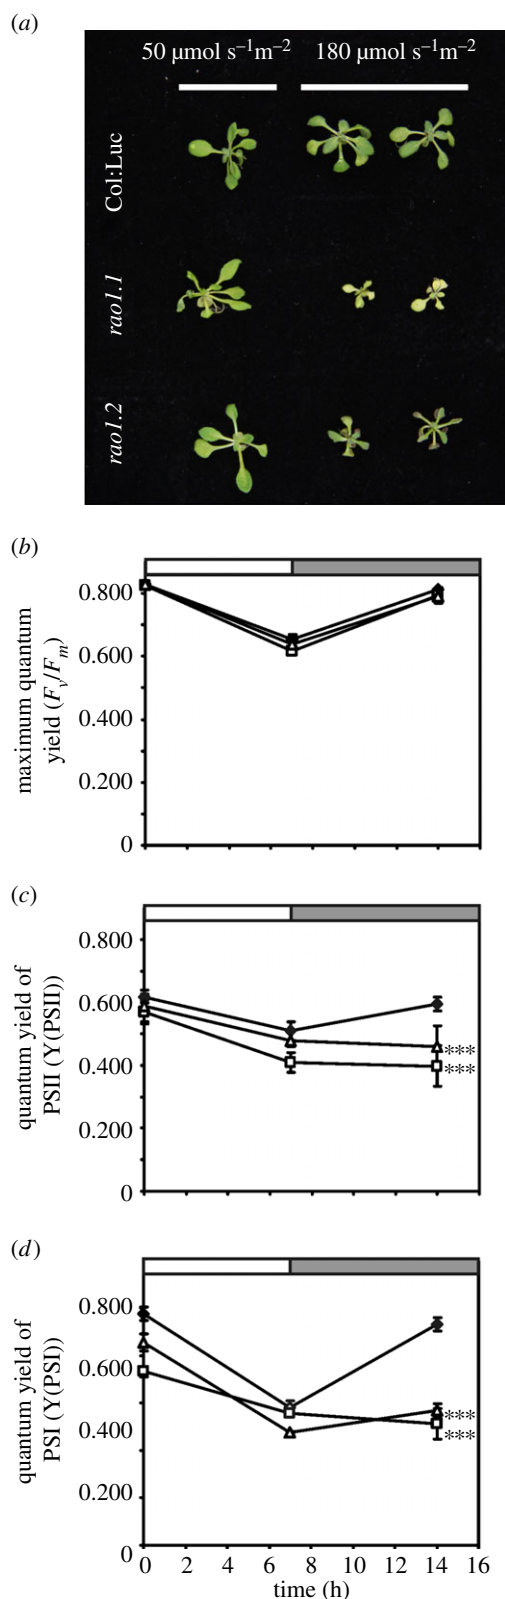 (a)
50 μmol s⁻¹m⁻² 180 μmol s⁻¹m⁻²
Col:Luc
rao1.1
rao1.2
(b)
maximum quantum
yield (Fv/Fm)
0.800
0.600
0.400
0.200
0
(c)
quantum yield of
PSII (Y(PSII))
0.800
0.600
0.400
0.200
0
***
***
(d)
quantum yield of
PSI (Y(PSI))
0.800
0.600
0.400
0.200
0
***
***
0 2 4 6 8 10 12 14 16
time (h)